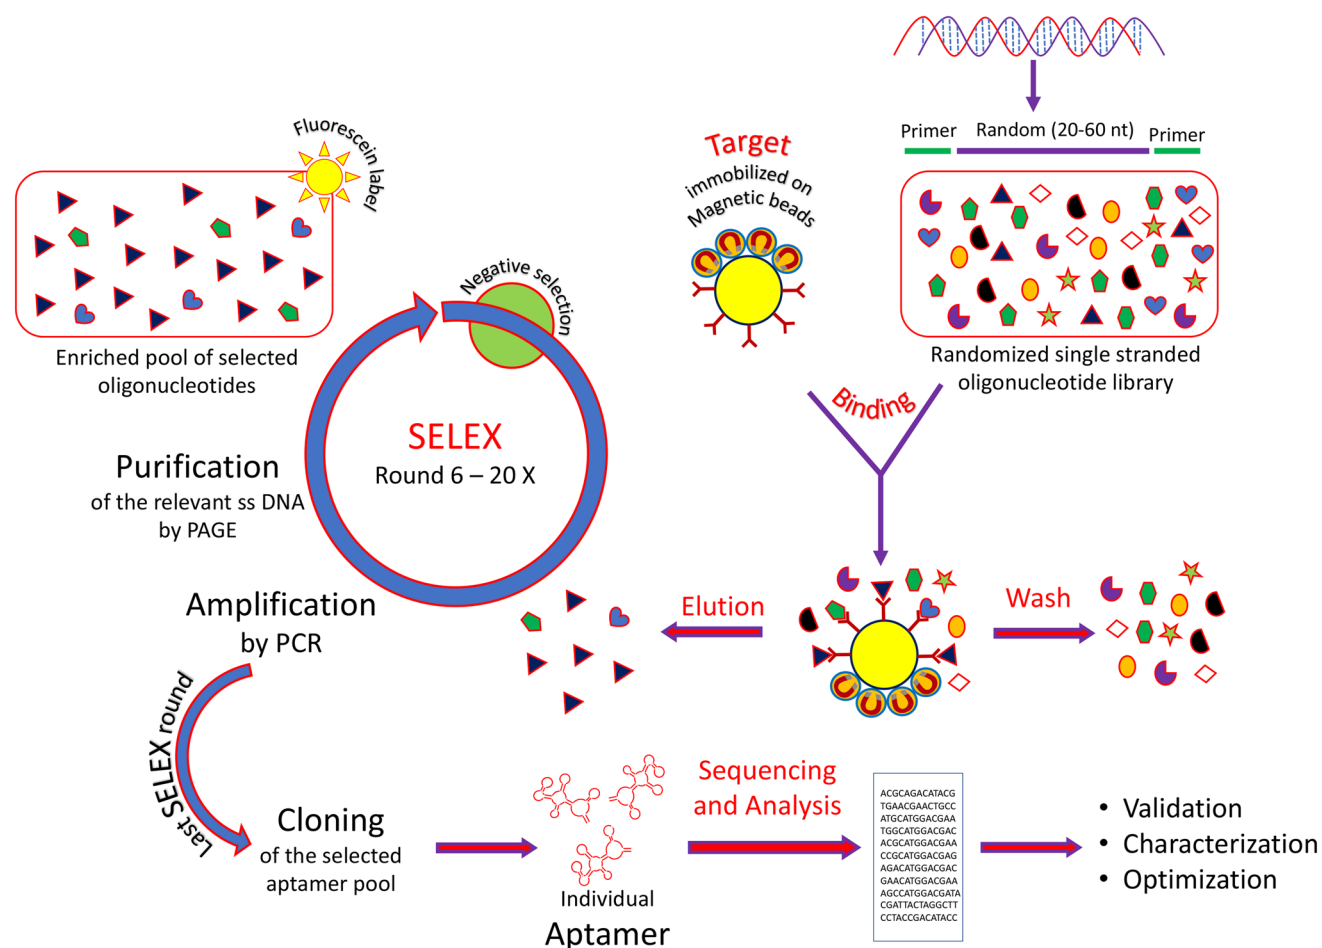 Primer
Random (20-60 nt)
Primer
Fluorescein label
Target
immobilized on
Magnetic beads
Negative selection
Enriched pool of selected
oligonucleotides
Randomized single stranded
oligonucleotide library
Binding
SELEX
Round 6 – 20 X
Purification
of the relevant ss DNA
by PAGE
Amplification
by PCR
Elution
Wash
Last SELEX round
Cloning
of the selected
aptamer pool
Individual
Aptamer
Sequencing
and Analysis
ACGCAGACATACG
TGAACGAACTGCC
ATGCATGGACGAA
TGGCATGGACGAC
ACGCATGGACGAA
CCGCATGGACGAG
AGACATGGACGAC
GAACATGGACGAA
AGCCATGGACGATA
CGATTACTAGGCTT
CCTACCGACATACC
• Validation
• Characterization
• Optimization